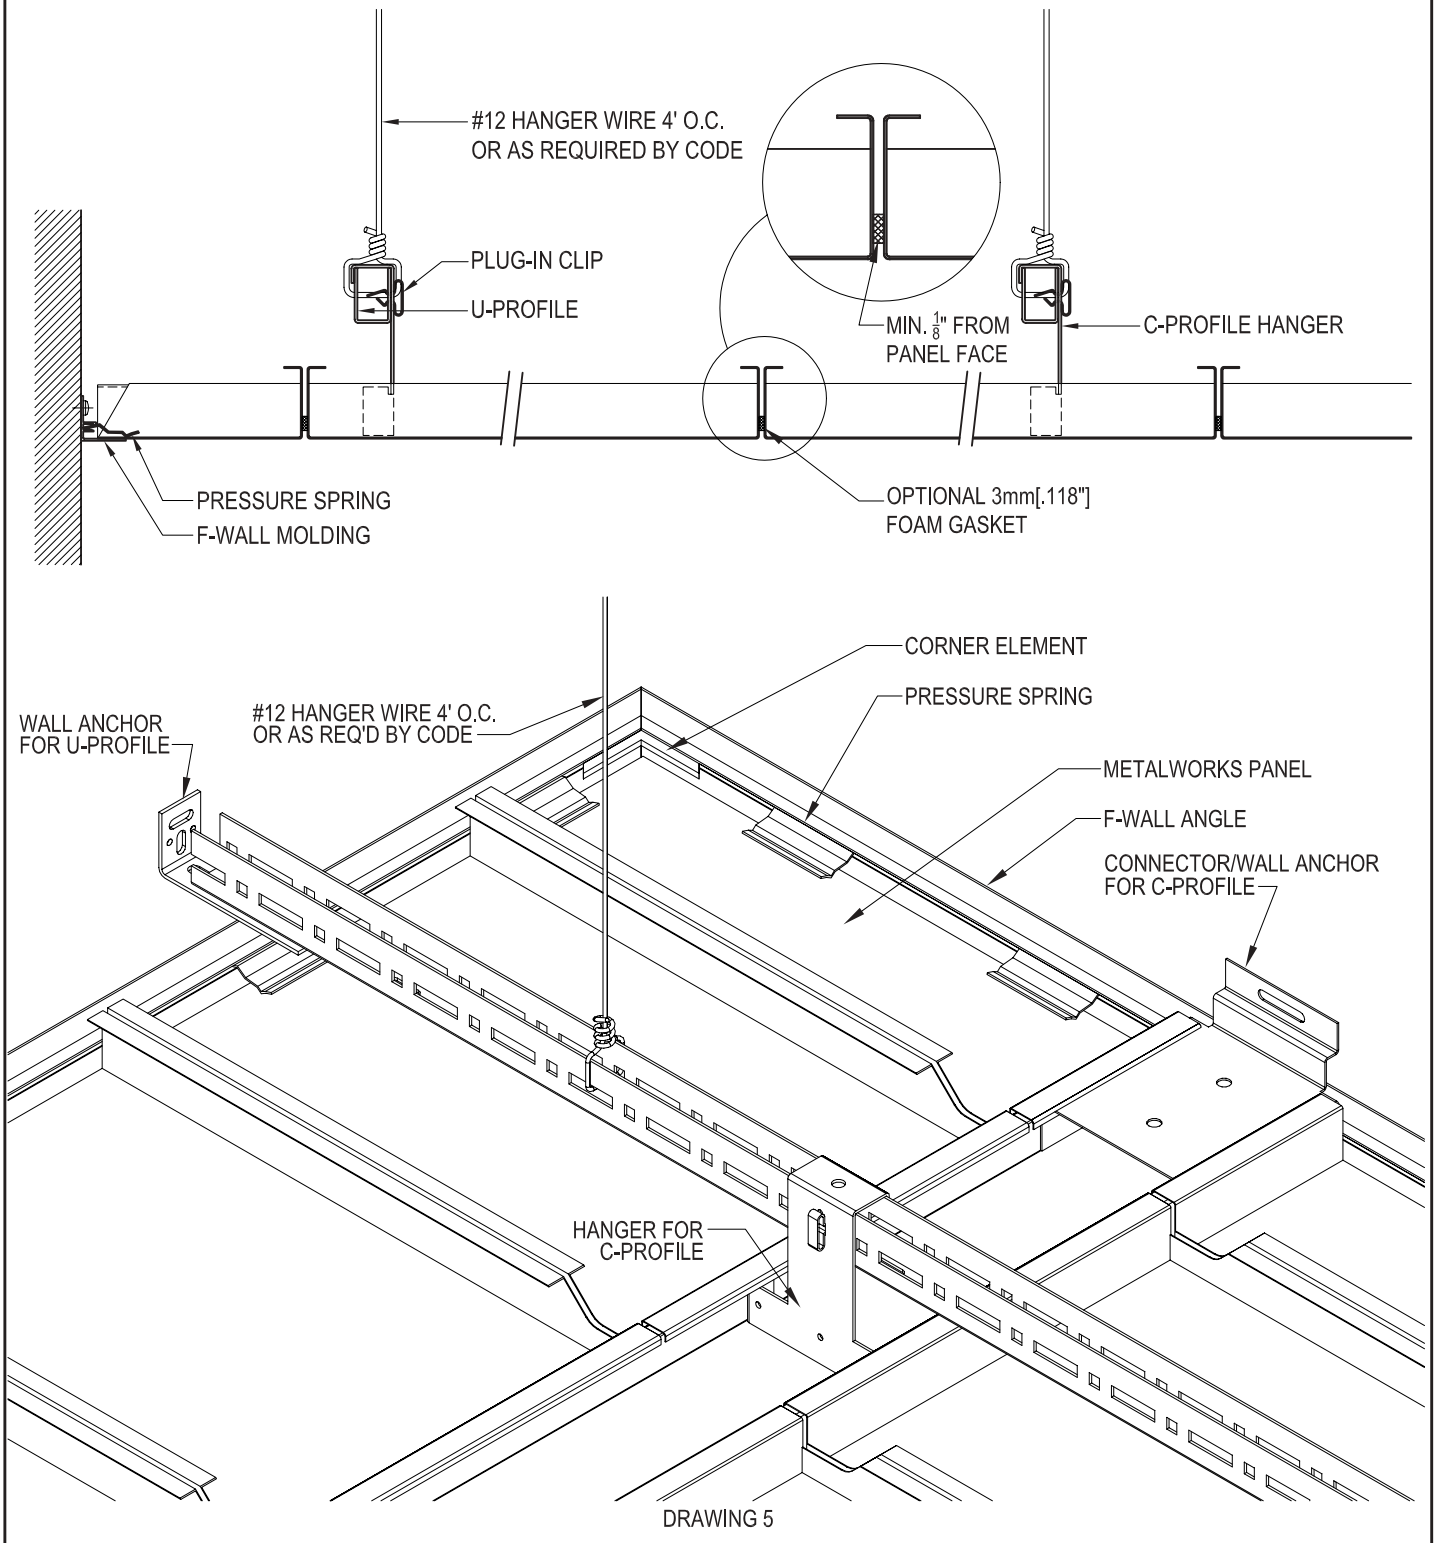 #12 HANGER WIRE 4' O.C.
OR AS REQUIRED BY CODE
PLUG-IN CLIP
U-PROFILE
MIN. 1/8" FROM
PANEL FACE
C-PROFILE HANGER
PRESSURE SPRING
F-WALL MOLDING
OPTIONAL 3mm[.118"]
FOAM GASKET
CORNER ELEMENT
PRESSURE SPRING
#12 HANGER WIRE 4' O.C.
OR AS REQ'D BY CODE
WALL ANCHOR
FOR U-PROFILE
METALWORKS PANEL
F-WALL ANGLE
CONNECTOR/WALL ANCHOR
FOR C-PROFILE
HANGER FOR
C-PROFILE
DRAWING 5